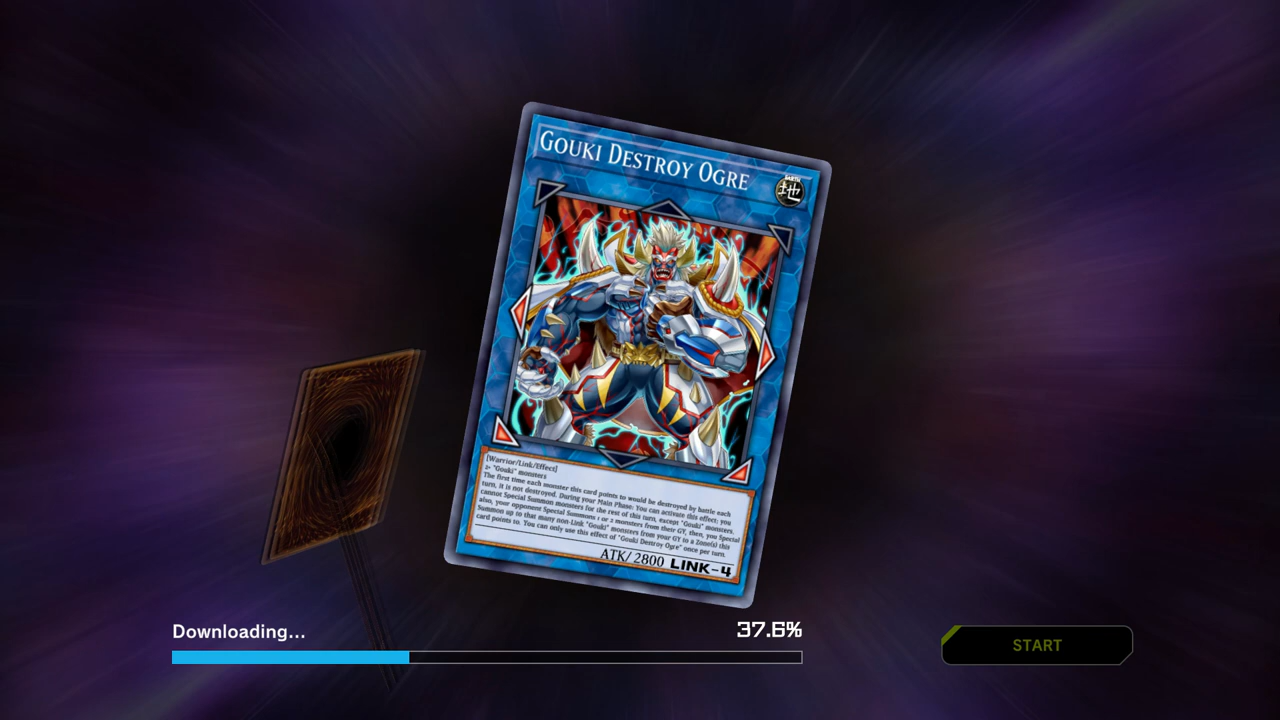 GOUKI DESTROY OGRE
EARTH
地
[Warrior/Link/Effect]
2+ "Gouki" monsters
The first time each monster this card points to would be destroyed by battle each
turn, it is not destroyed. During your Main Phase: You can activate this effect; you
cannot Special Summon monsters for the rest of this turn, except "Gouki" monsters,
also, your opponent Special Summons 1 or 2 monsters from their GY, then, you Special
Summon up to that many non-Link "Gouki" monsters from your GY to a Zone(s) this
card points to. You can only use this effect of "Gouki Destroy Ogre" once per turn.
ATK/ 2800 LINK-4
Downloading...
37.6%
START